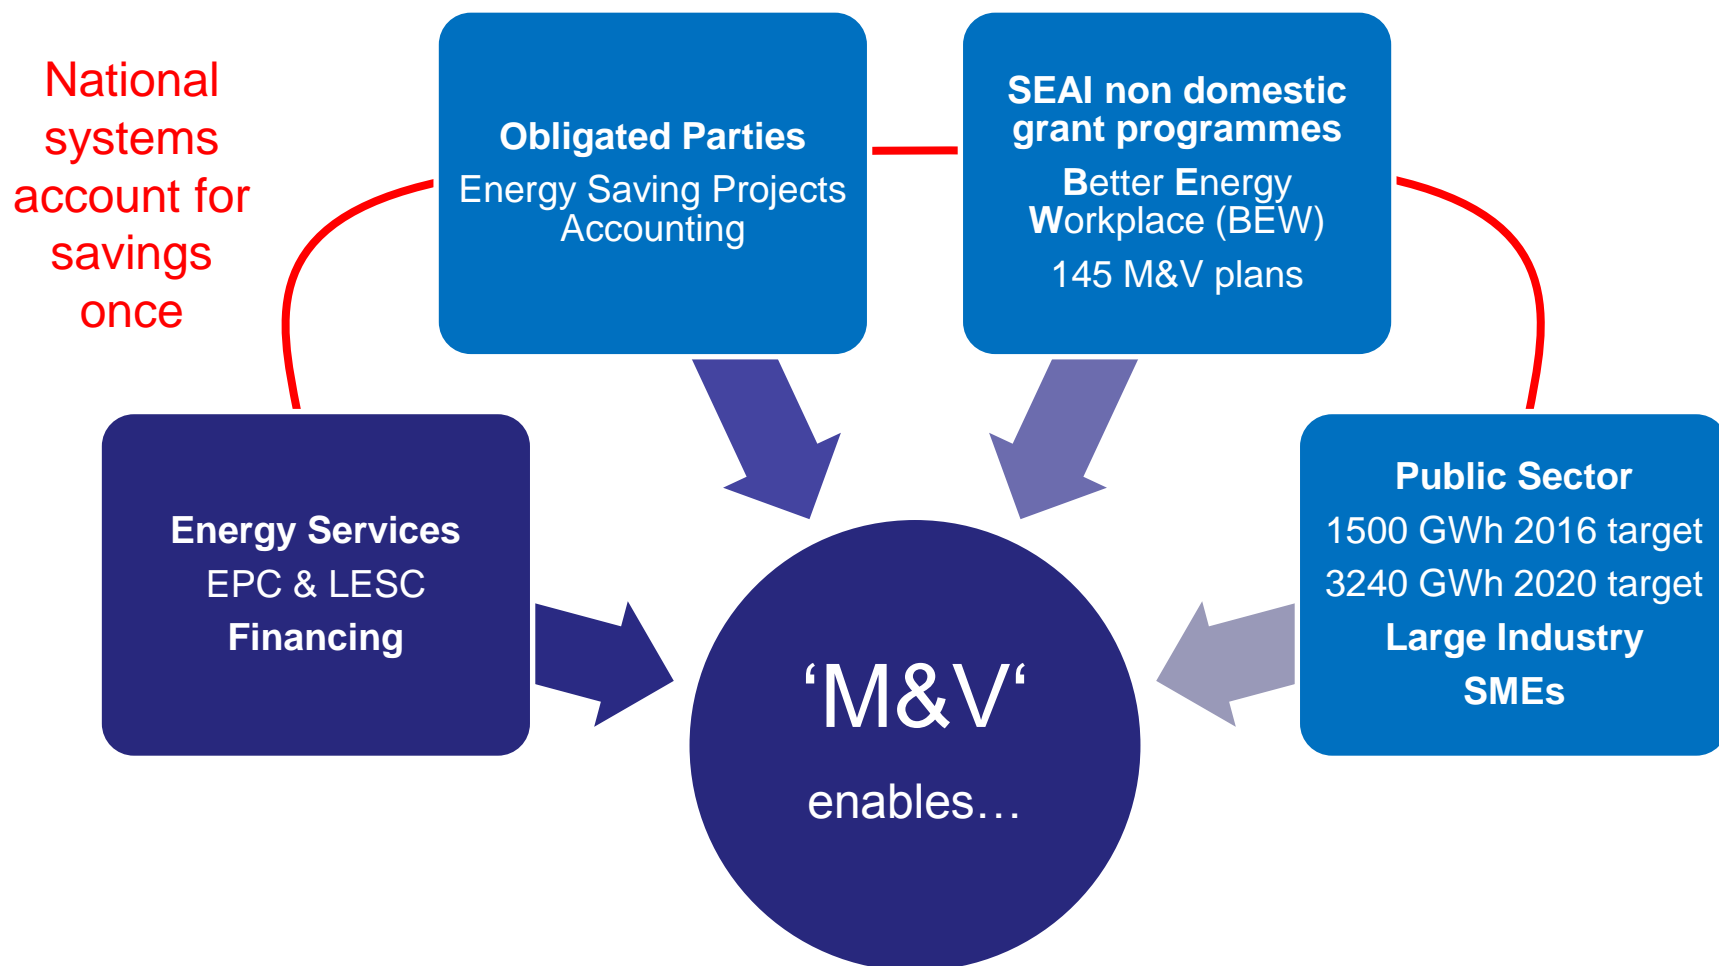 National
systems
account for
savings
once
Obligated Parties
Energy Saving Projects
Accounting
SEAI non domestic
grant programmes
Better Energy
Workplace (BEW)
145 M&V plans
Energy Services
EPC & LESC
Financing
Public Sector
1500 GWh 2016 target
3240 GWh 2020 target
Large Industry
SMEs
‘M&V‘
enables…